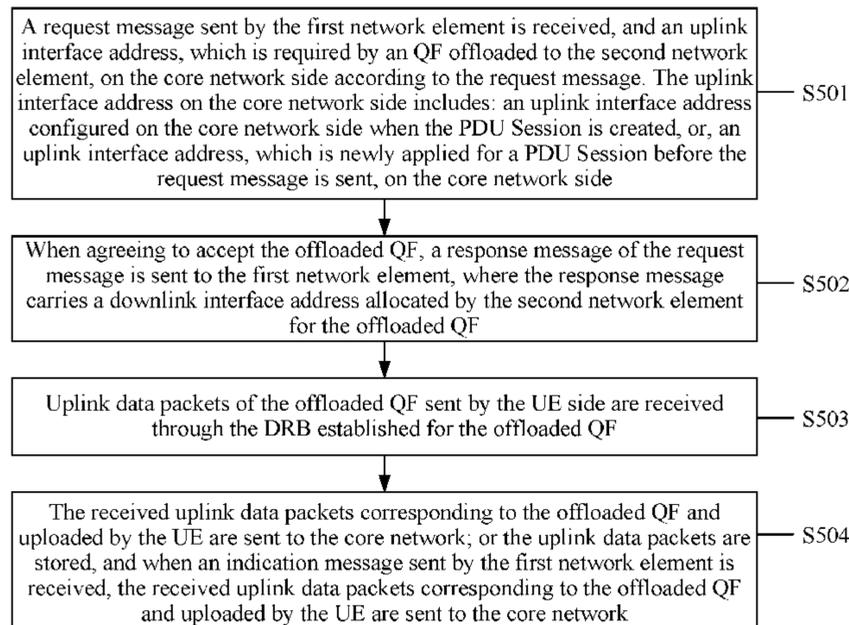 A request message sent by the first network element is received, and an uplink
interface address, which is required by an QF offloaded to the second network
element, on the core network side according to the request message. The uplink
interface address on the core network side includes: an uplink interface address
configured on the core network side when the PDU Session is created, or, an
uplink interface address, which is newly applied for a PDU Session before the
request message is sent, on the core network side
S501
When agreeing to accept the offloaded QF, a response message of the request
message is sent to the first network element, where the response message
carries a downlink interface address allocated by the second network element
for the offloaded QF
S502
Uplink data packets of the offloaded QF sent by the UE side are received
through the DRB established for the offloaded QF
S503
The received uplink data packets corresponding to the offloaded QF and
uploaded by the UE are sent to the core network; or the uplink data packets are
stored, and when an indication message sent by the first network element is
received, the received uplink data packets corresponding to the offloaded QF
and uploaded by the UE are sent to the core network
S504